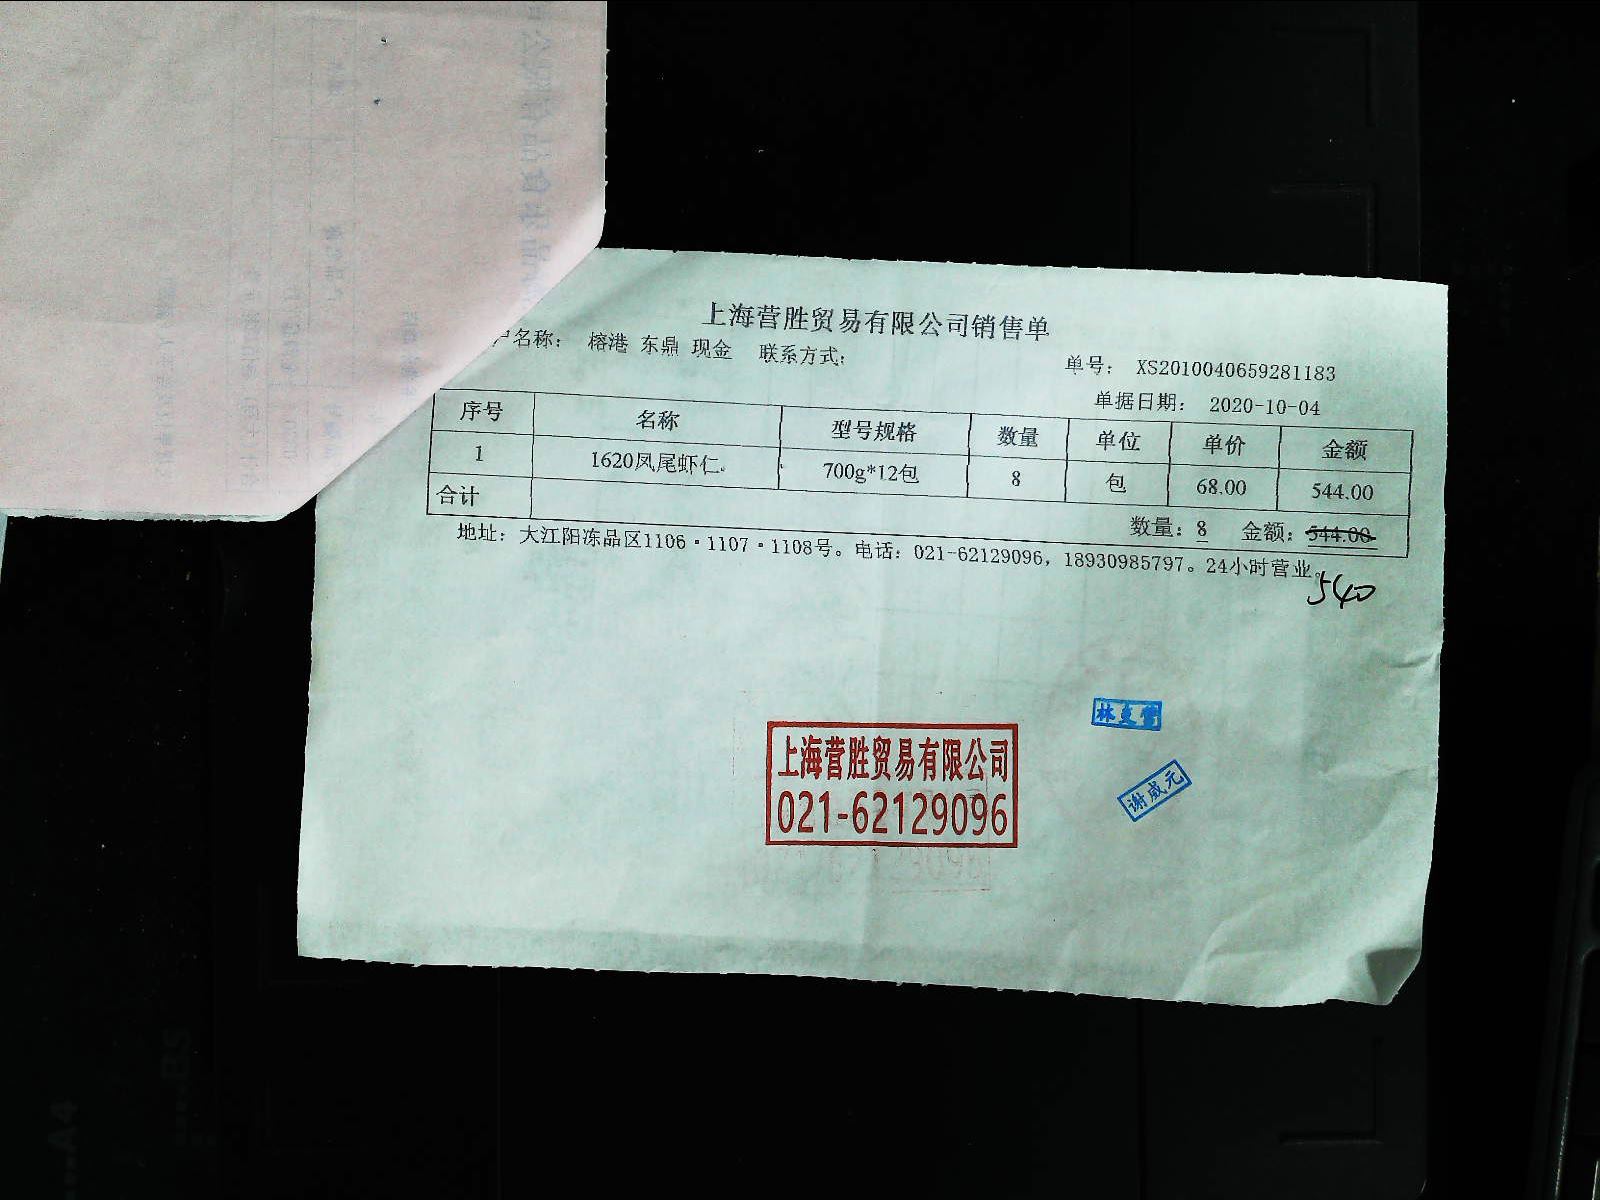 上海营胜贸易有限公司销售单
户名称： 榕港 东鼎 现金 联系方式：
单号： XS2010040659281183
单据日期： 2020-10-04
序号 名称 型号规格 数量 单位 单价 金额
1 1620凤尾虾仁. 700g*12包 8 包 68.00 544.00
合计 数量：8 金额：544.00
地址：大江阳冻品区1106·1107·1108号。电话：021-62129096，18930985797。24小时营业。
540
上海营胜贸易有限公司
021-62129096
谢咸元
A4